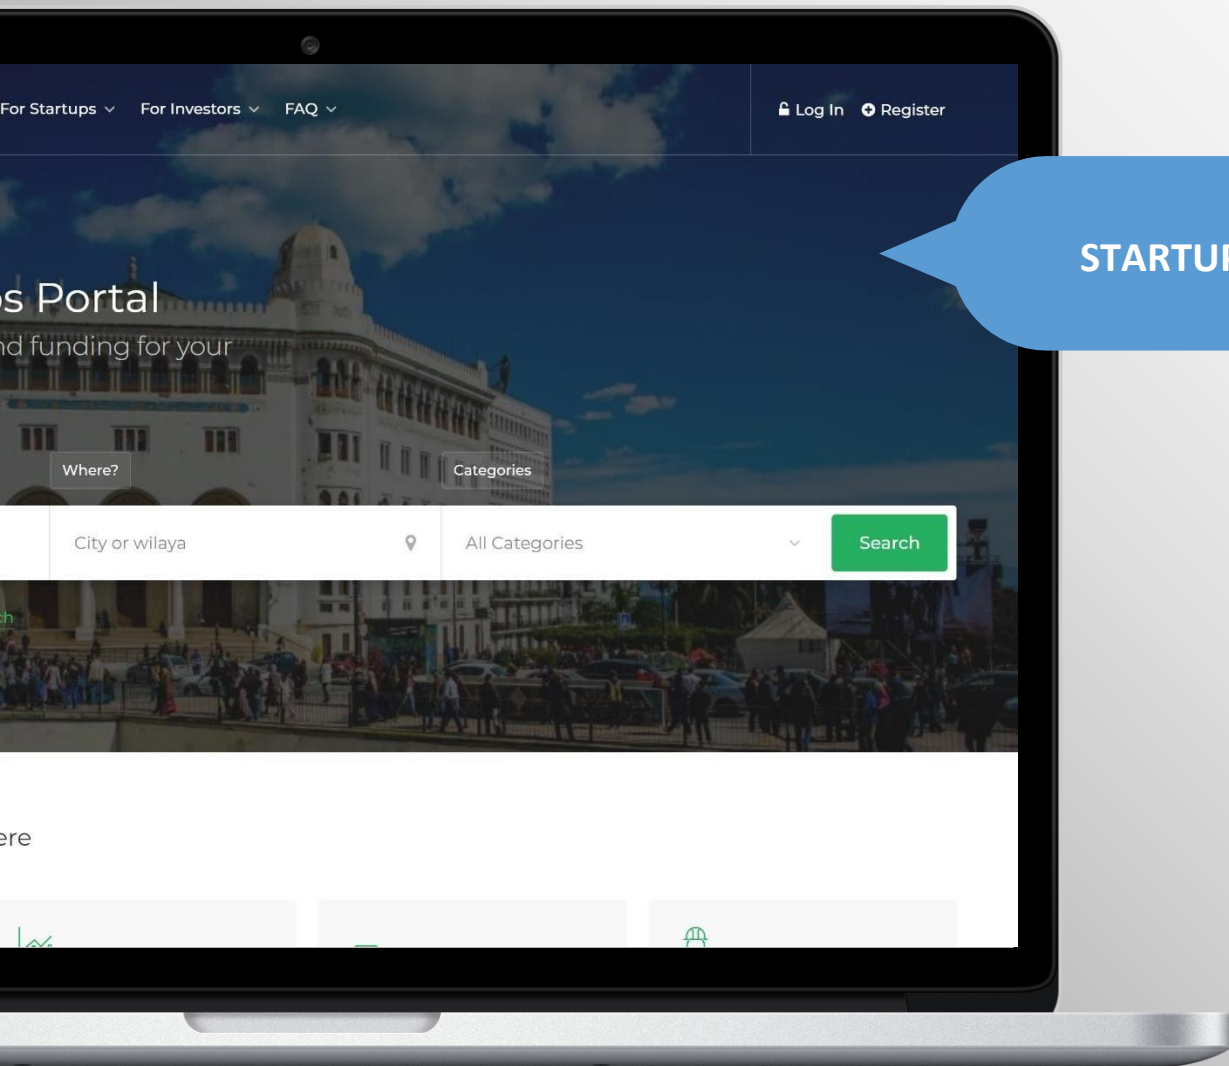 For Startups For Investors FAQ Log In Register
STARTUP
s Portal
nd funding for your
Where? Categories
City or wilaya All Categories Search
ch
ere